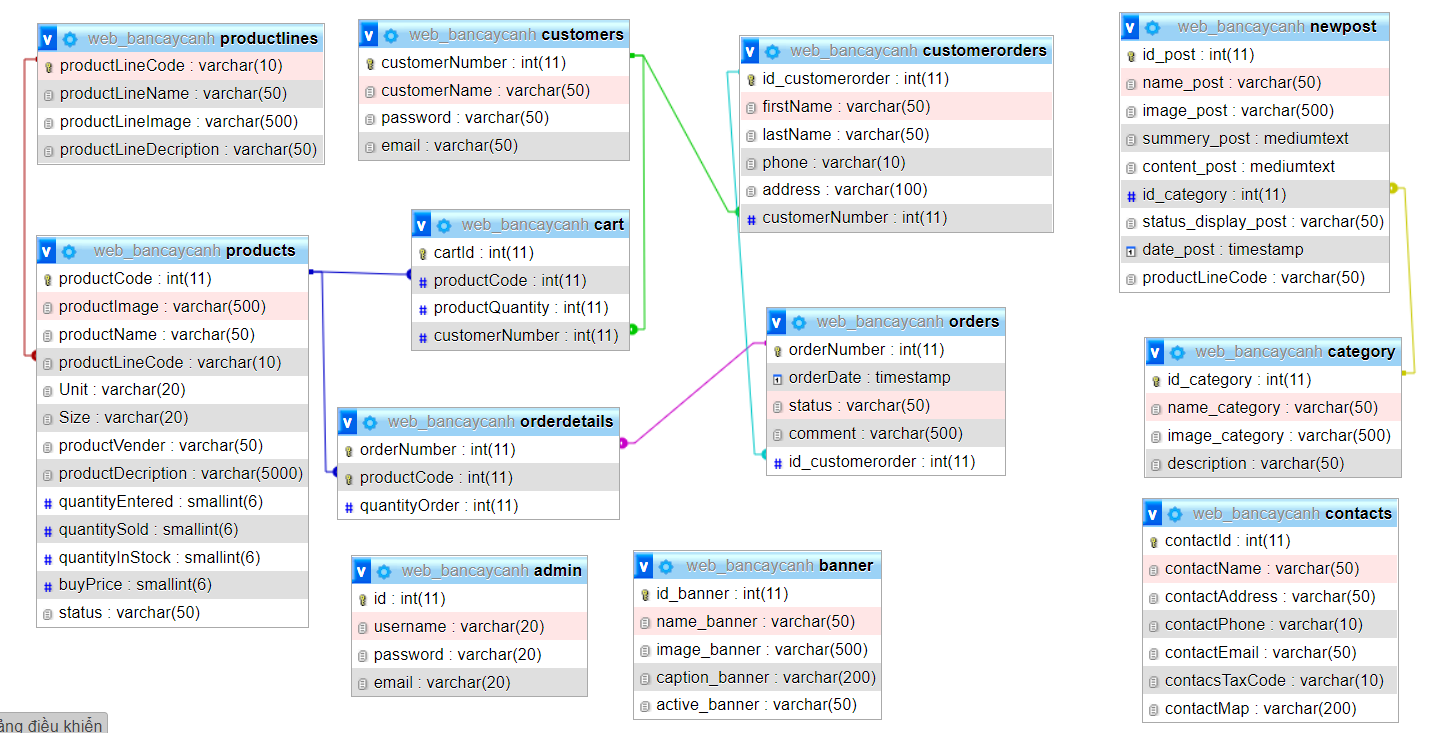 web_bancaycanh productlines
productLineCode : varchar(10)
productLineName : varchar(50)
productLineImage : varchar(500)
productLineDecription : varchar(50)
web_bancaycanh customers
customerNumber : int(11)
customerName : varchar(50)
password : varchar(50)
email : varchar(50)
web_bancaycanh customerorders
id_customerorder : int(11)
firstName : varchar(50)
lastName : varchar(50)
phone : varchar(10)
address : varchar(100)
customerNumber : int(11)
web_bancaycanh newpost
id_post : int(11)
name_post : varchar(50)
image_post : varchar(500)
summery_post : mediumtext
content_post : mediumtext
id_category : int(11)
status_display_post : varchar(50)
date_post : timestamp
productLineCode : varchar(50)
web_bancaycanh products
productCode : int(11)
productImage : varchar(500)
productName : varchar(50)
productLineCode : varchar(10)
Unit : varchar(20)
Size : varchar(20)
productVender : varchar(50)
productDecription : varchar(5000)
quantityEntered : smallint(6)
quantitySold : smallint(6)
quantityInStock : smallint(6)
buyPrice : smallint(6)
status : varchar(50)
web_bancaycanh cart
cartId : int(11)
productCode : int(11)
productQuantity : int(11)
customerNumber : int(11)
web_bancaycanh orders
orderNumber : int(11)
orderDate : timestamp
status : varchar(50)
comment : varchar(500)
id_customerorder : int(11)
web_bancaycanh category
id_category : int(11)
name_category : varchar(50)
image_category : varchar(500)
description : varchar(50)
web_bancaycanh orderdetails
orderNumber : int(11)
productCode : int(11)
quantityOrder : int(11)
web_bancaycanh admin
id : int(11)
username : varchar(20)
password : varchar(20)
email : varchar(20)
web_bancaycanh banner
id_banner : int(11)
name_banner : varchar(50)
image_banner : varchar(500)
caption_banner : varchar(200)
active_banner : varchar(50)
web_bancaycanh contacts
contactId : int(11)
contactName : varchar(50)
contactAddress : varchar(50)
contactPhone : varchar(10)
contactEmail : varchar(50)
contacsTaxCode : varchar(10)
contactMap : varchar(200)
điều khiển